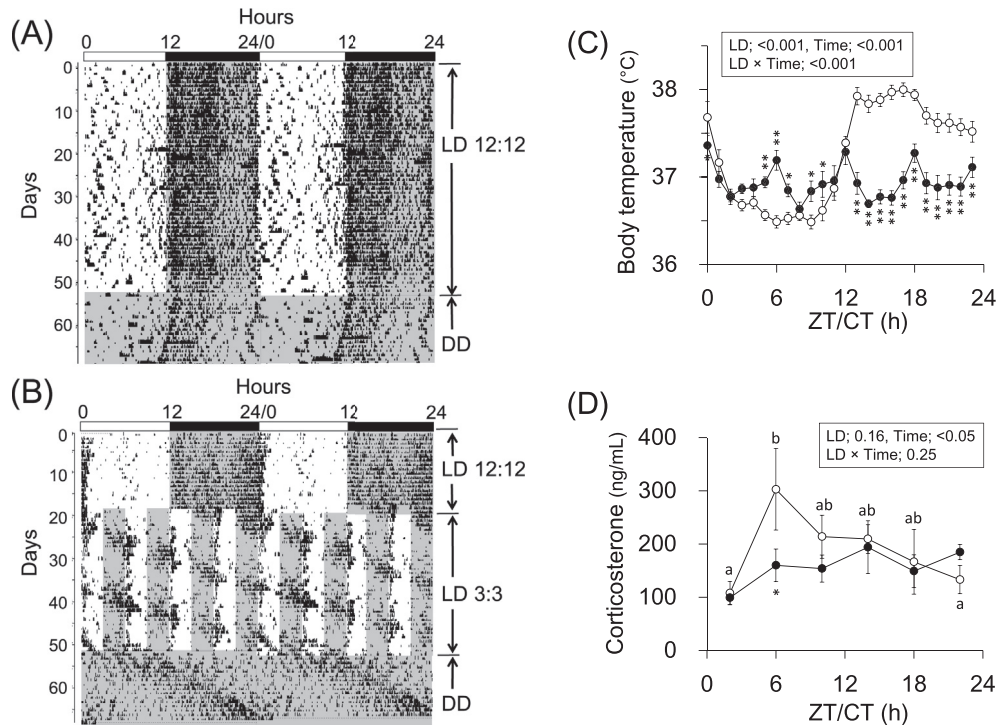 (A)
Hours
0 12 24/0 12 24
0
10
20
30
40
50
60
Days
LD 12:12
DD
(B)
Hours
0 12 24/0 12 24
0
10
20
30
40
50
60
Days
LD 12:12
LD 3:3
DD
(C)
LD; <0.001, Time; <0.001
LD × Time; <0.001
Body temperature (°C)
38
37
36
* ** ** * * * ** ** ** ** ** ** ** ** ** ** **
0 6 12 18 24
ZT/CT (h)
(D)
LD; 0.16, Time; <0.05
LD × Time; 0.25
Corticosterone (ng/mL)
400
300
200
100
0
a b ab ab ab a
*
0 6 12 18 24
ZT/CT (h)